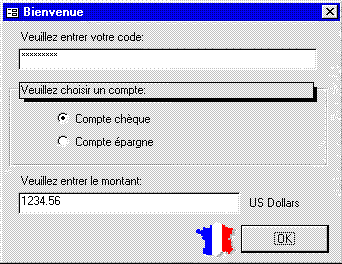 Bienvenue
Veuillez entrer votre code:
*********
Veuillez choisir un compte:
Compte chèque
Compte épargne
Veuillez entrer le montant:
1234.56 US Dollars
OK